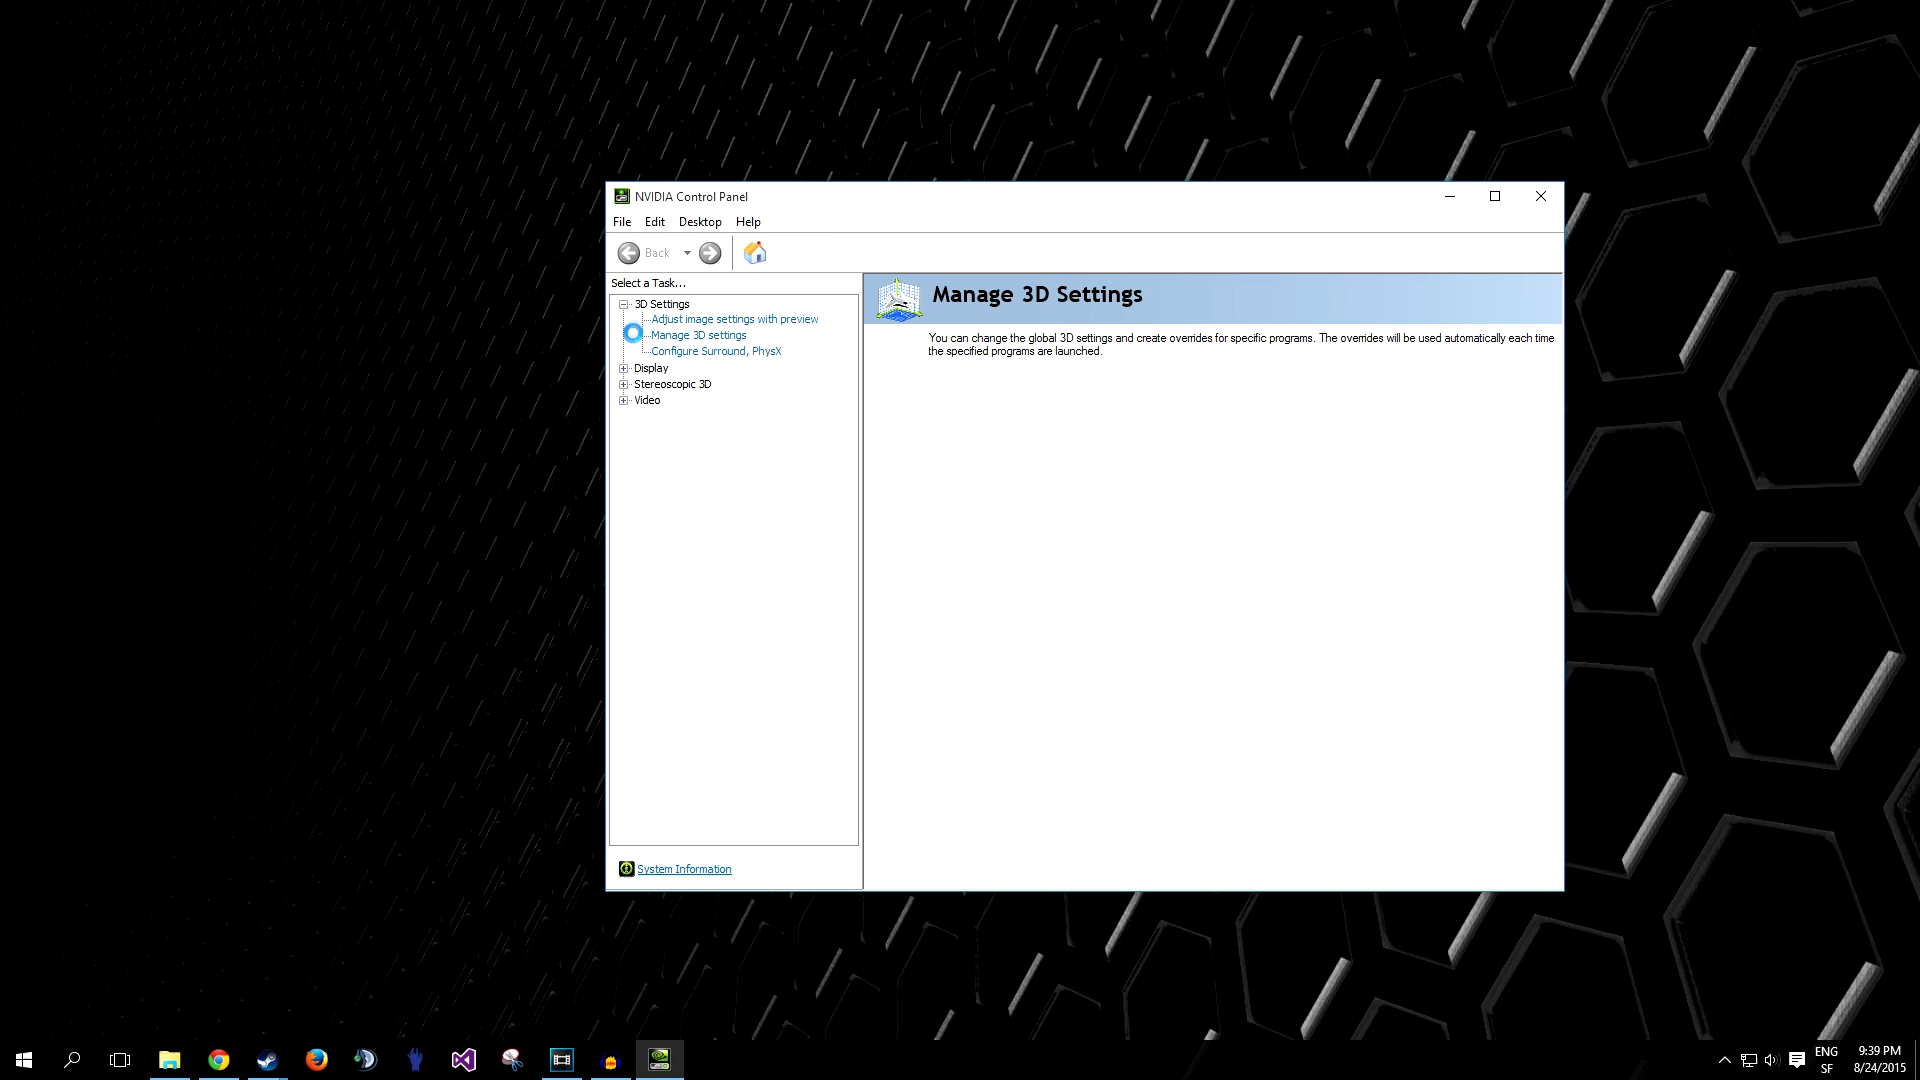 NVIDIA Control Panel
File Edit Desktop Help
Back
Select a Task...
3D Settings
Adjust image settings with preview
Manage 3D settings
Configure Surround, PhysX
Display
Stereoscopic 3D
Video
System Information
Manage 3D Settings
You can change the global 3D settings and create overrides for specific programs. The overrides will be used automatically each time
the specified programs are launched.
ENG
SF
9:39 PM
8/24/2015